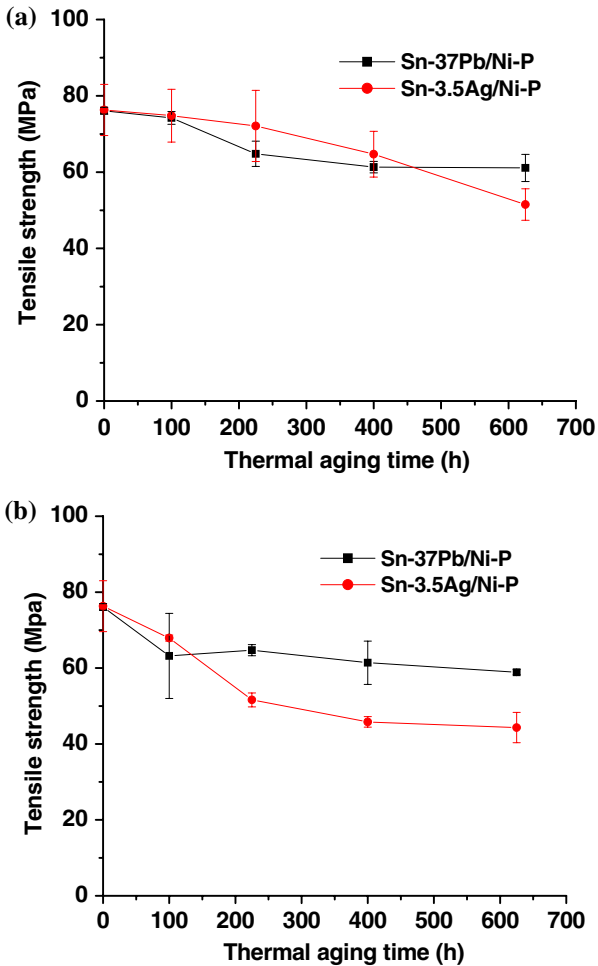 (a)
100
80
60
40
20
0
Tensile strength (MPa)
Sn-37Pb/Ni-P
Sn-3.5Ag/Ni-P
0 100 200 300 400 500 600 700
Thermal aging time (h)
(b)
100
80
60
40
20
0
Tensile strength (Mpa)
Sn-37Pb/Ni-P
Sn-3.5Ag/Ni-P
0 100 200 300 400 500 600 700
Thermal aging time (h)